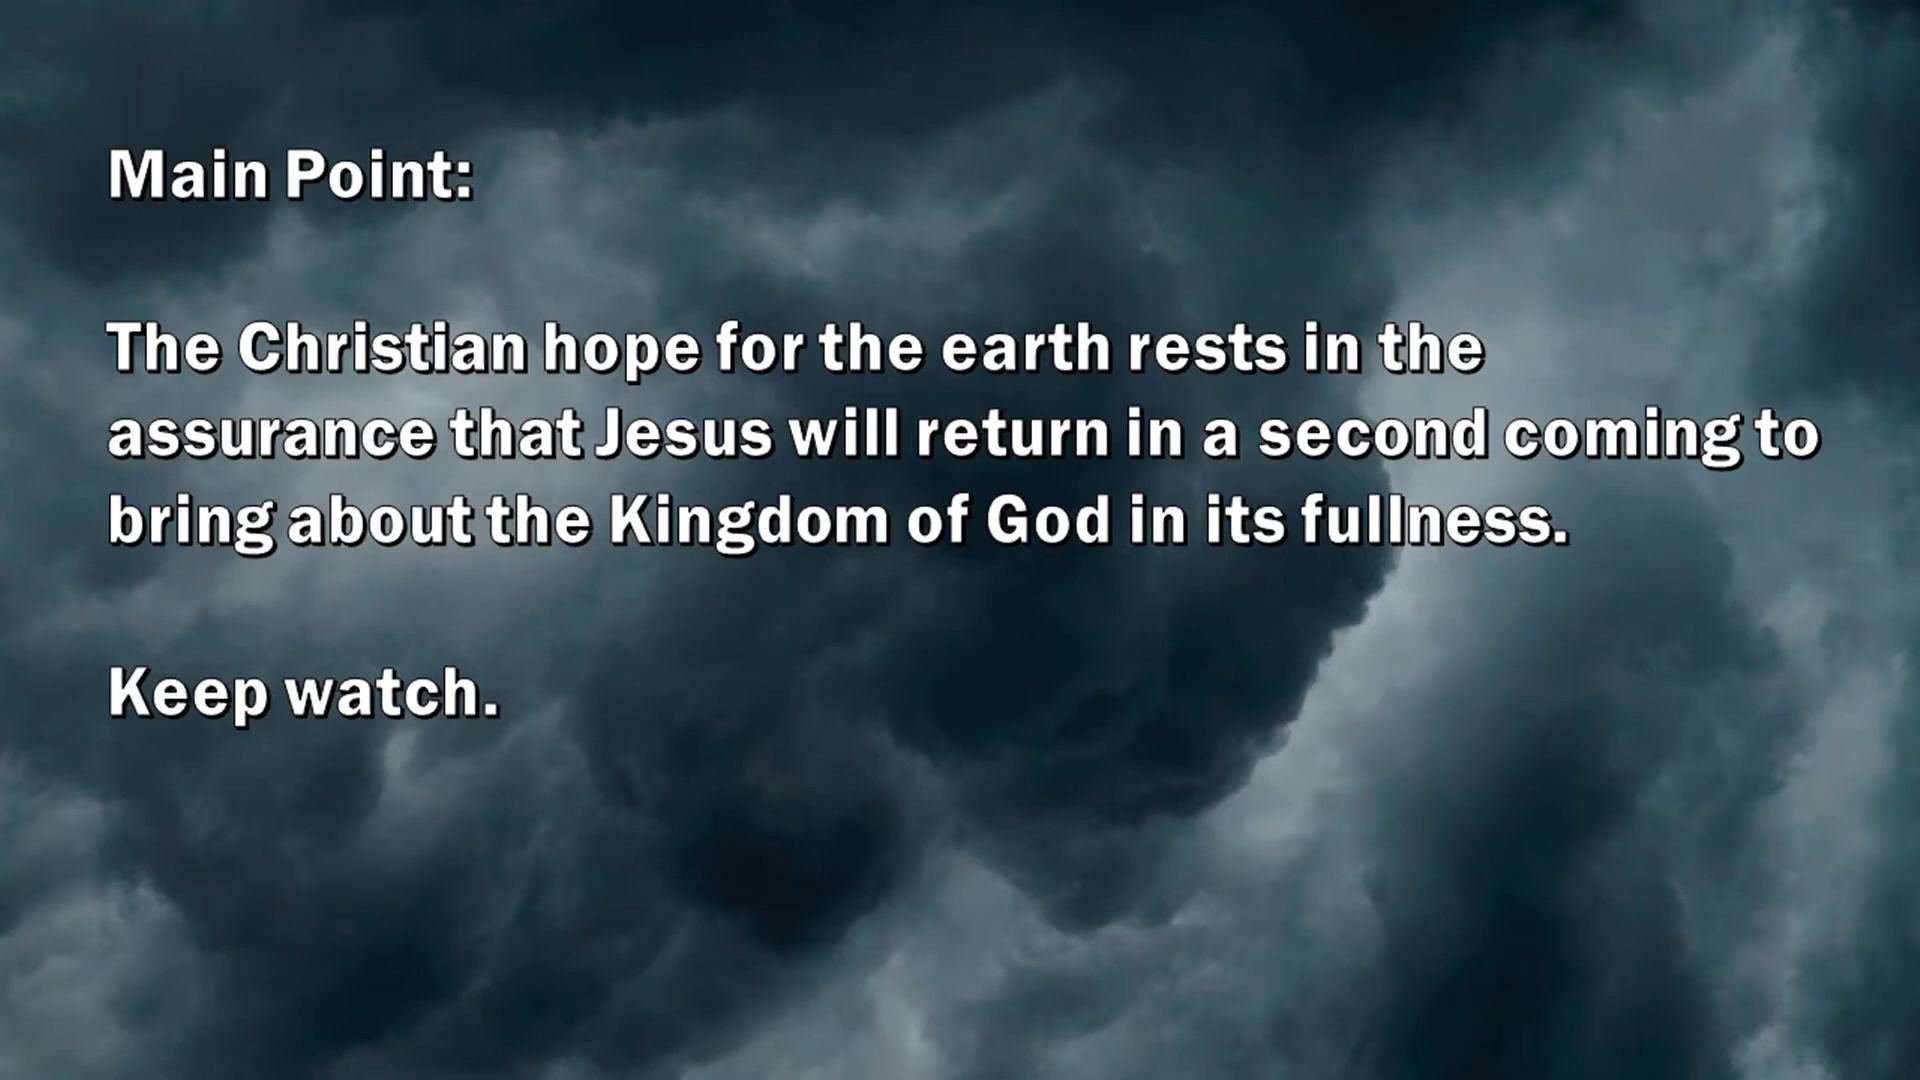 Main Point:
The Christian hope for the earth rests in the
assurance that Jesus will return in a second coming to
bring about the Kingdom of God in its fullness.
Keep watch.